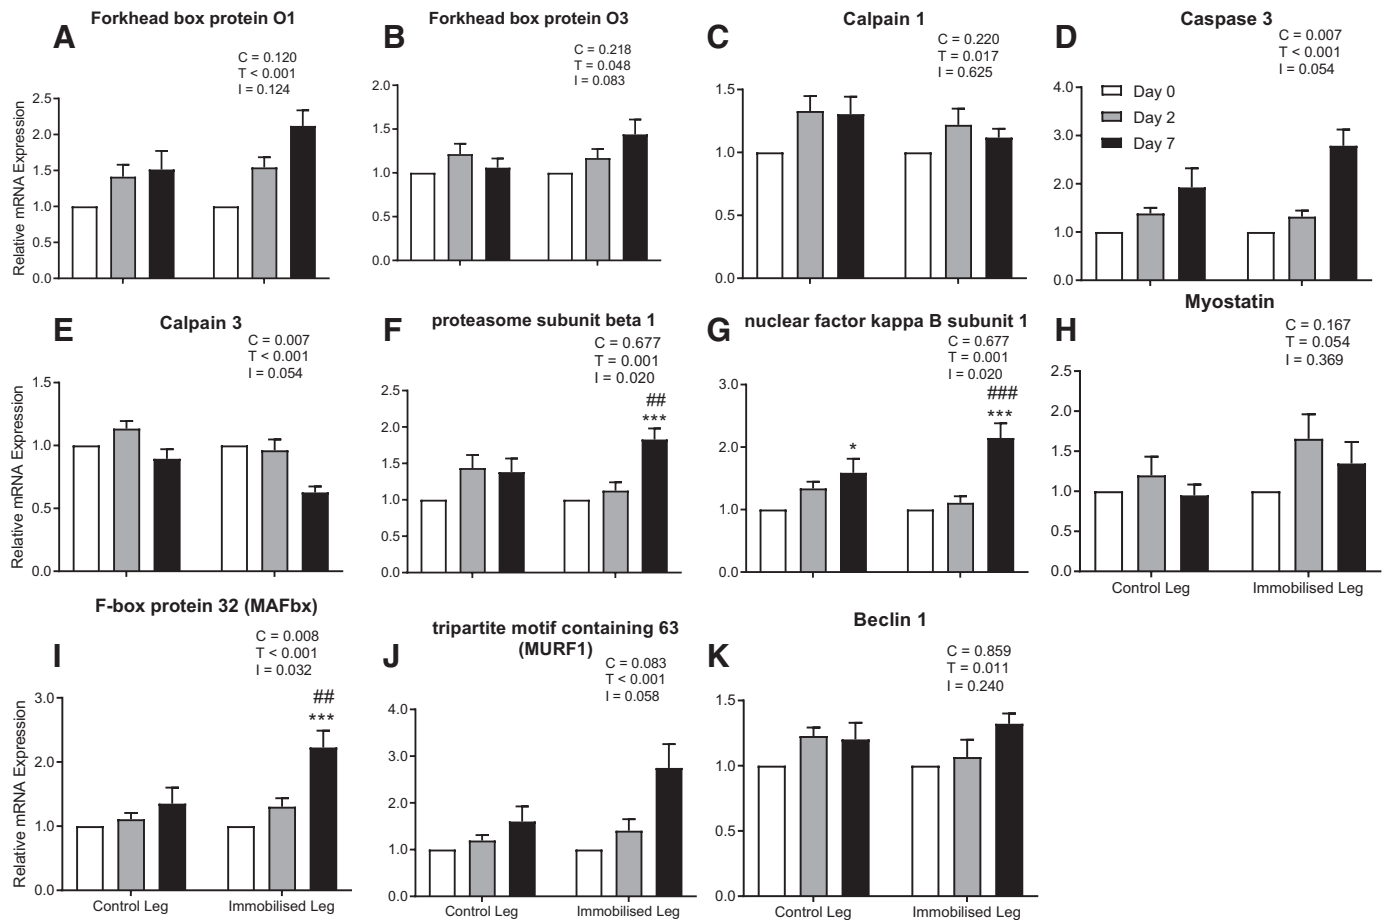 Forkhead box protein O1
A
C = 0.120
T < 0.001
I = 0.124
Relative mRNA Expression
2.5
2.0
1.5
1.0
0.5
0.0
Forkhead box protein O3
B
C = 0.218
T = 0.048
I = 0.083
2.0
1.5
1.0
0.5
0.0
Calpain 1
C
C = 0.220
T = 0.017
I = 0.625
1.5
1.0
0.5
0.0
Caspase 3
D
C = 0.007
T < 0.001
I = 0.054
Day 0
Day 2
Day 7
4.0
3.0
2.0
1.0
0.0
Calpain 3
E
C = 0.007
T < 0.001
I = 0.054
Relative mRNA Expression
1.5
1.0
0.5
0.0
proteasome subunit beta 1
F
C = 0.677
T = 0.001
I = 0.020
##
***
2.5
2.0
1.5
1.0
0.5
0.0
nuclear factor kappa B subunit 1
G
C = 0.677
T = 0.001
I = 0.020
###
***
*
3.0
2.0
1.0
0.0
Myostatin
H
C = 0.167
T = 0.054
I = 0.369
2.5
2.0
1.5
1.0
0.5
0.0
Control Leg
Immobilised Leg
F-box protein 32 (MAFbx)
I
C = 0.008
T < 0.001
I = 0.032
##
***
Relative mRNA Expression
3.0
2.0
1.0
0.0
Control Leg
Immobilised Leg
tripartite motif containing 63
(MURF1)
J
C = 0.083
T < 0.001
I = 0.058
4.0
3.0
2.0
1.0
0.0
Control Leg
Immobilised Leg
Beclin 1
K
C = 0.859
T = 0.011
I = 0.240
1.5
1.0
0.5
0.0
Control Leg
Immobilised Leg